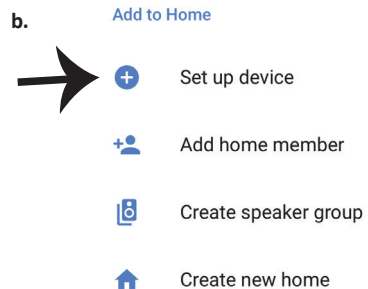 b.
Add to Home
Set up device
Add home member
Create speaker group
Create new home